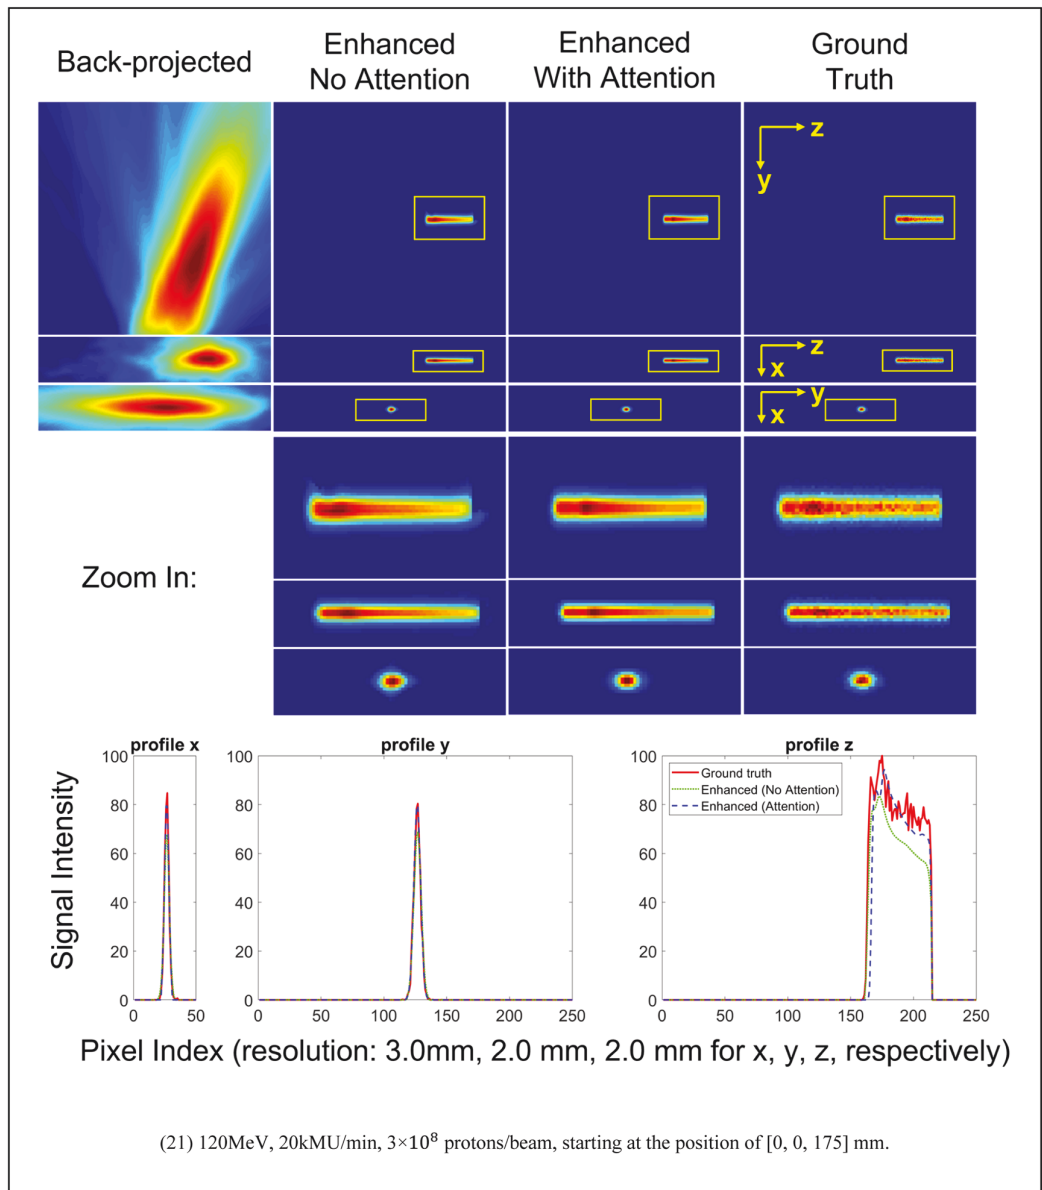 Back-projected
Enhanced
No Attention
Enhanced
With Attention
Ground
Truth
z
y
z
x
y
x
Zoom In:
profile x
profile y
profile z
Signal Intensity
100
80
60
40
20
0
0
50
100
80
60
40
20
0
0
50
100
150
200
250
100
80
60
40
20
0
0
50
100
150
200
250
Ground truth
Enhanced (No Attention)
Enhanced (Attention)
Pixel Index (resolution: 3.0mm, 2.0 mm, 2.0 mm for x, y, z, respectively)
(21) 120MeV, 20kMU/min, 3×10⁸ protons/beam, starting at the position of [0, 0, 175] mm.